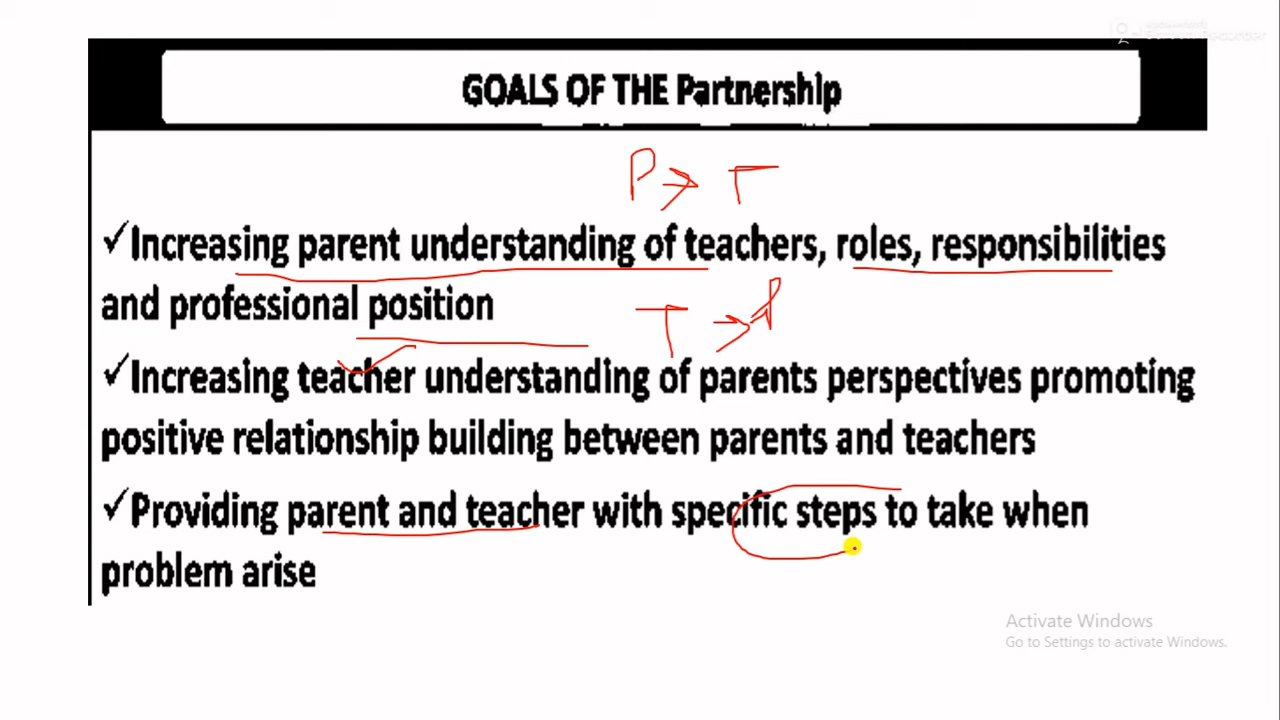 GOALS OF THE Partnership
P > T
✓Increasing parent understanding of teachers, roles, responsibilities
and professional position
T > P
✓Increasing teacher understanding of parents perspectives promoting
positive relationship building between parents and teachers
✓Providing parent and teacher with specific steps to take when
problem arise
Activate Windows
Go to Settings to activate Windows.